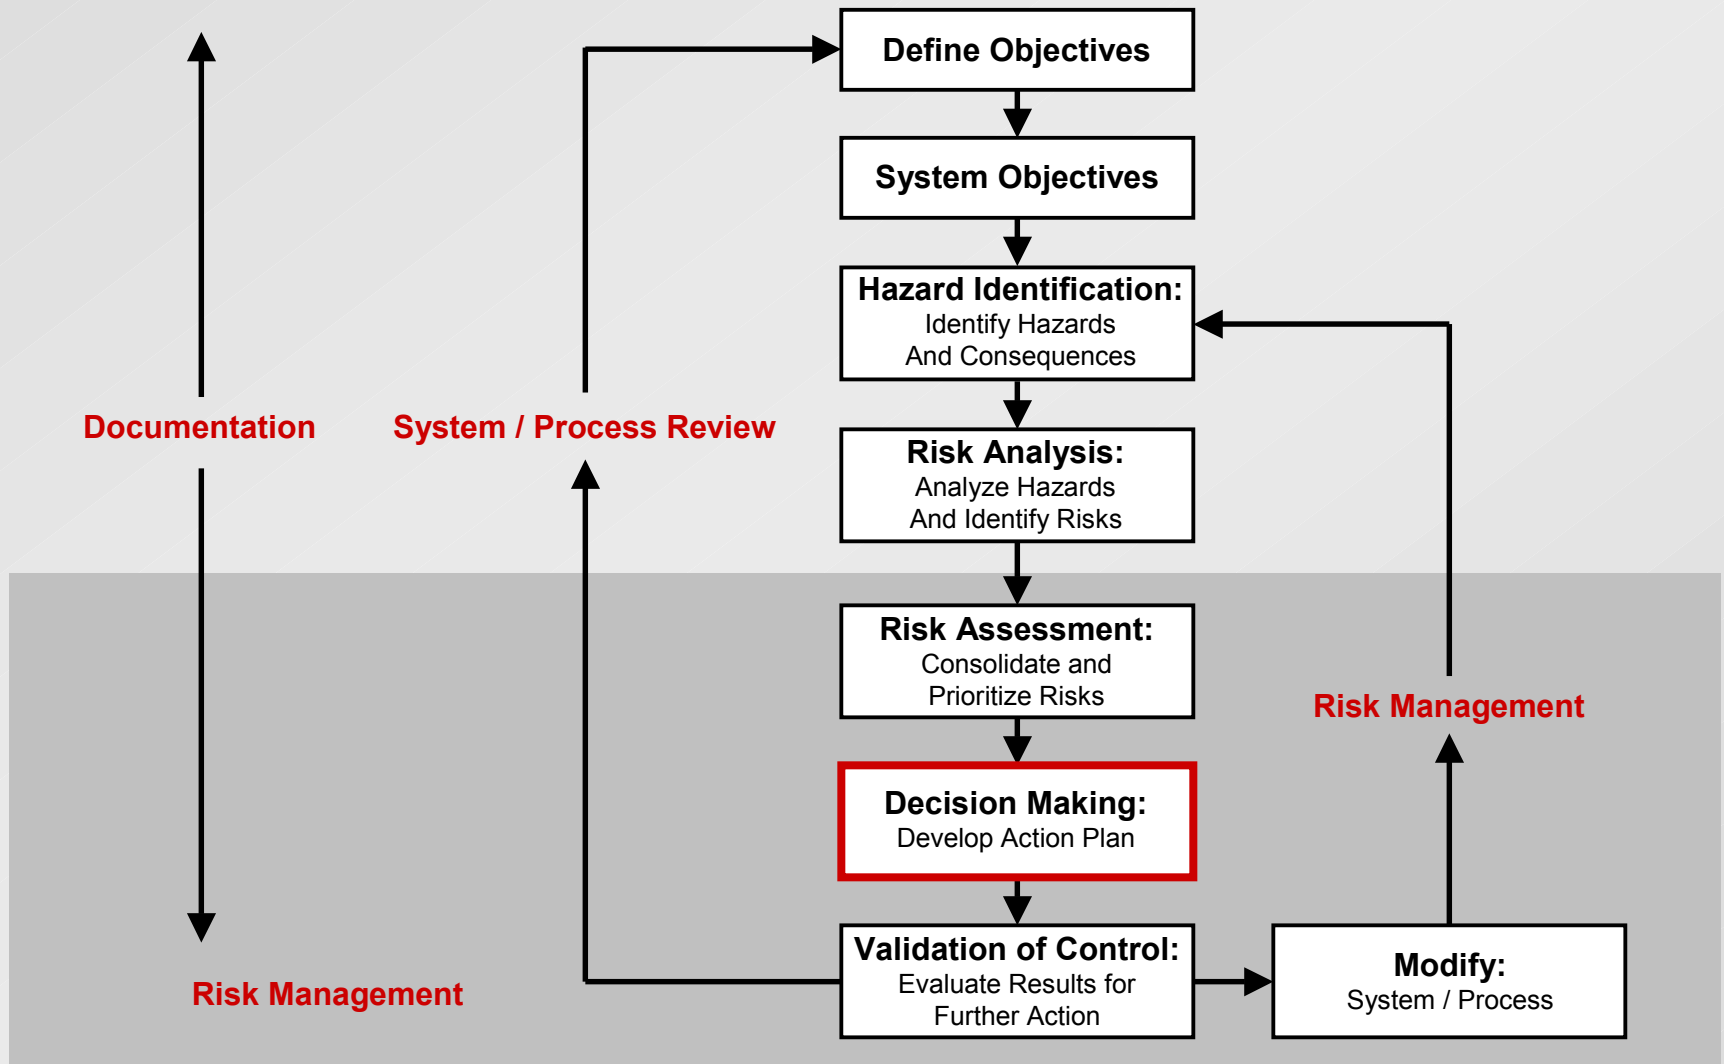 Define Objectives
System Objectives
Hazard Identification:
Identify Hazards
And Consequences
Documentation
System / Process Review
Risk Analysis:
Analyze Hazards
And Identify Risks
Risk Assessment:
Consolidate and
Prioritize Risks
Risk Management
Decision Making:
Develop Action Plan
Validation of Control:
Evaluate Results for
Further Action
Modify:
System / Process
Risk Management